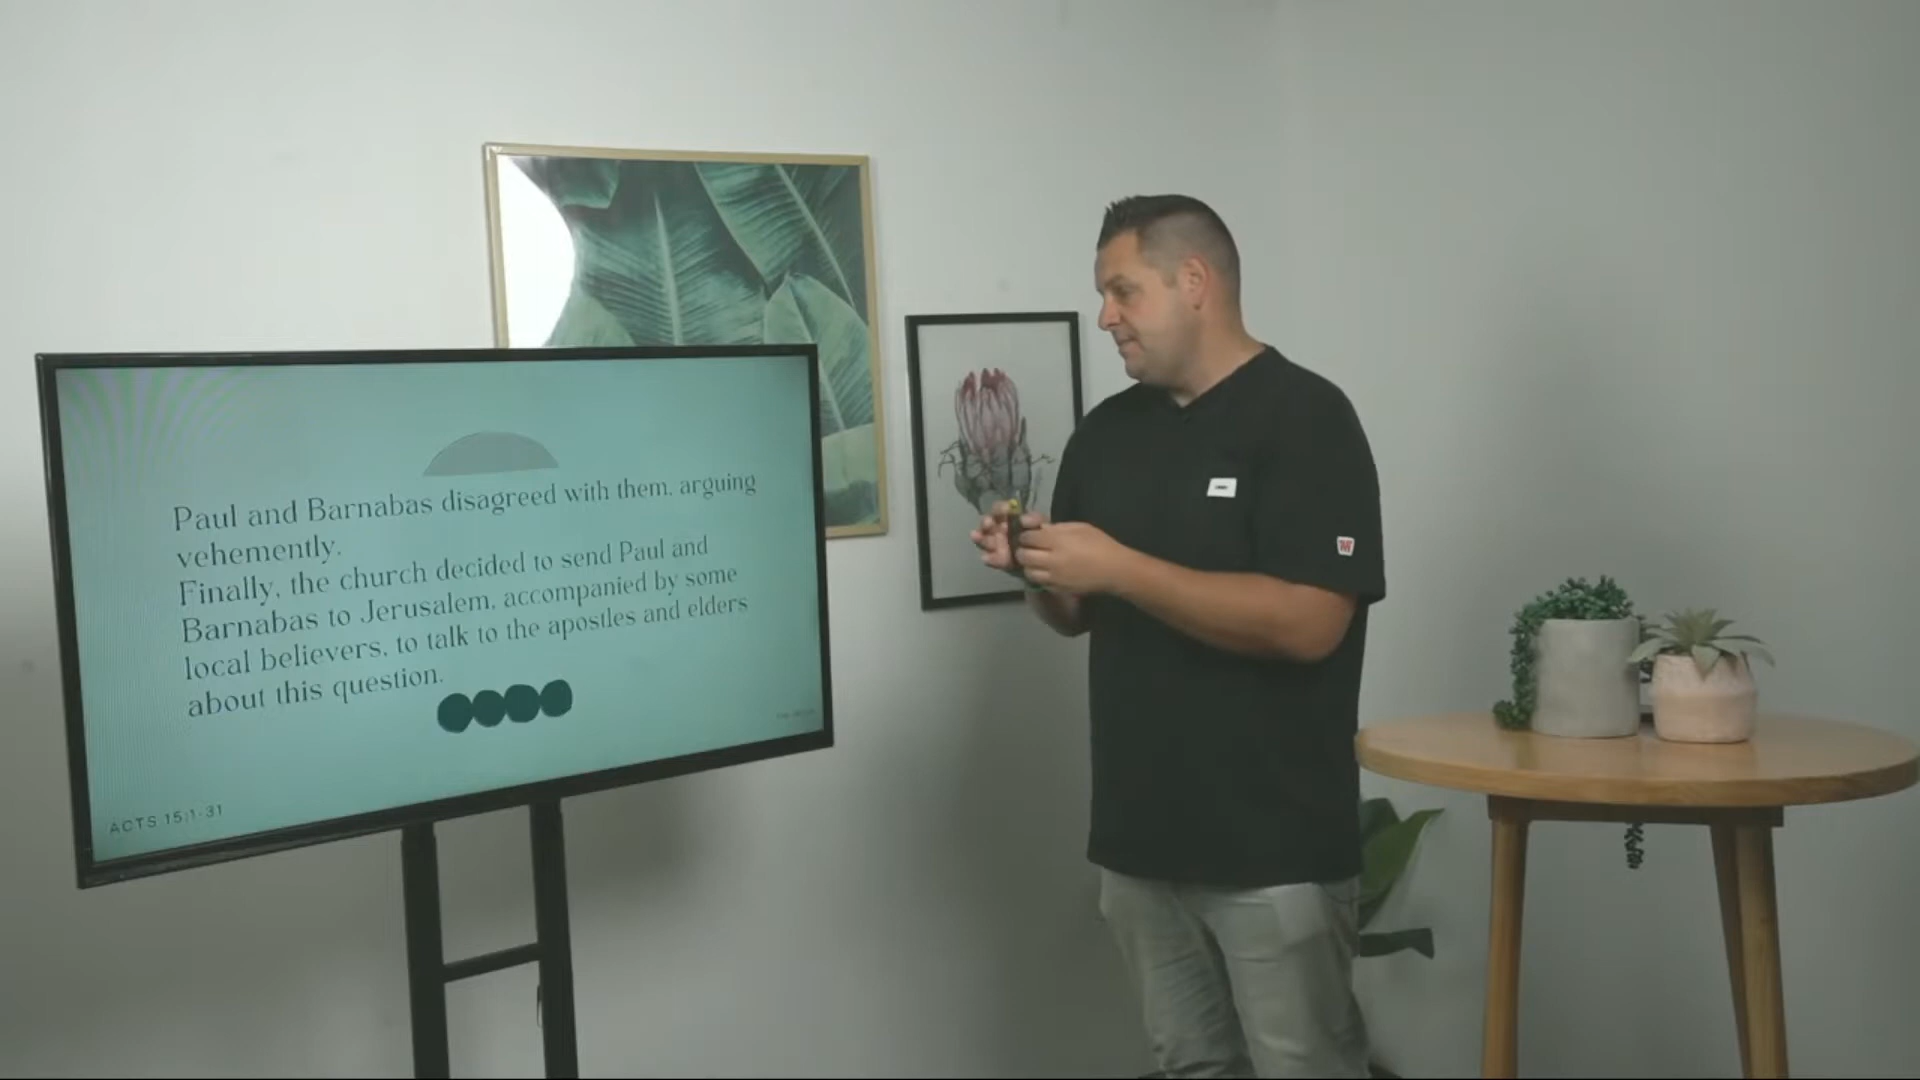 Paul and Barnabas disagreed with them, arguing
vehemently.
Finally, the church decided to send Paul and
Barnabas to Jerusalem, accompanied by some
local believers, to talk to the apostles and elders
about this question.
ACTS 15:1-31